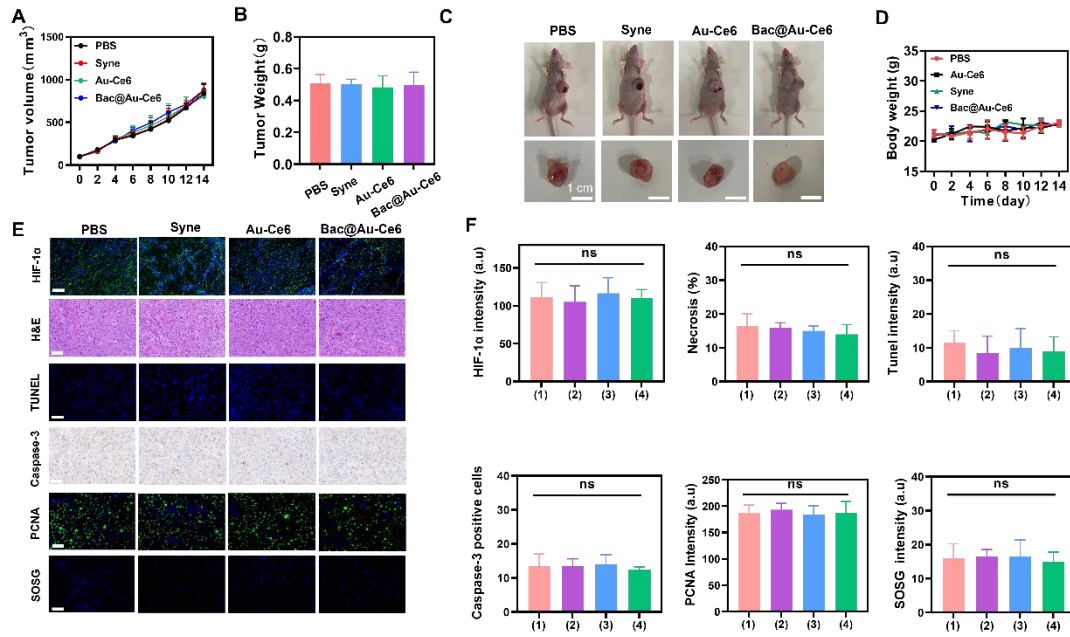 A
Tumor volume(mm³)
1500
1000
500
0
PBS
Syne
Au-Ce6
Bac@Au-Ce6
0 2 4 6 8 10 12 14
B
Tumor Weight(g)
0.8
0.6
0.4
0.2
0.0
PBS
Syne
Au-Ce6
Bac@Au-Ce6
C
PBS Syne Au-Ce6 Bac@Au-Ce6
1 cm
D
Body weight (g)
30
25
20
15
PBS
Au-Ce6
Syne
Bac@Au-Ce6
0 2 4 6 8 10 12 14
Time(day)
E
PBS Syne Au-Ce6 Bac@Au-Ce6
HIF-1α
H&E
TUNEL
Caspase-3
PCNA
SOSG
F
HIF-1α intensity (a.u)
150
100
50
0
ns
(1) (2) (3) (4)
Necrosis (%)
40
30
20
10
0
ns
(1) (2) (3) (4)
Tunel intensity (a.u)
40
30
20
10
0
ns
(1) (2) (3) (4)
Caspase-3 positive cells
40
30
20
10
0
ns
(1) (2) (3) (4)
PCNA Intensity (a.u)
250
200
150
100
50
0
ns
(1) (2) (3) (4)
SOSG intensity (a.u)
40
30
20
10
0
ns
(1) (2) (3) (4)